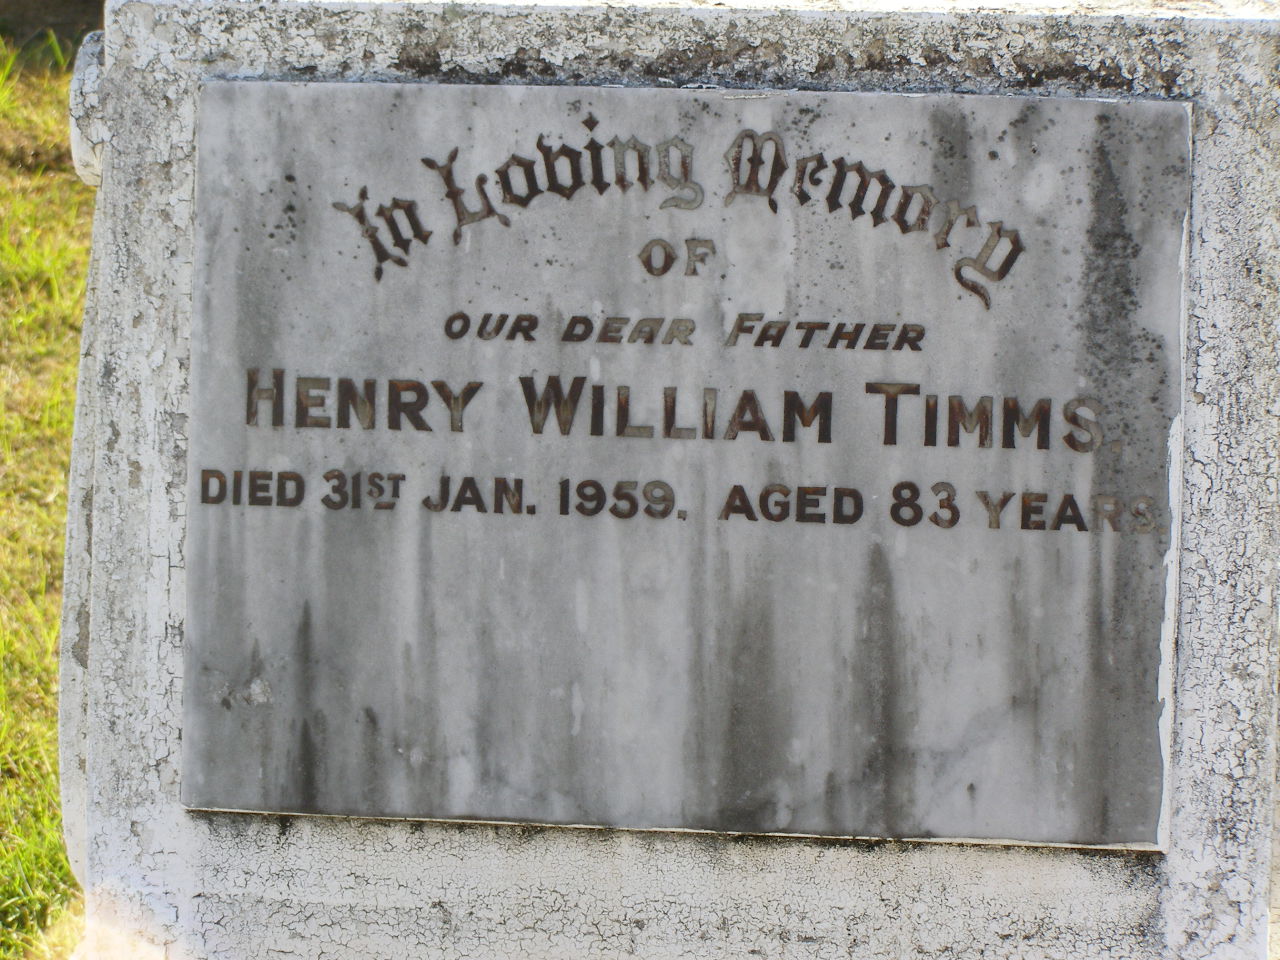 In Loving Memory
OF
OUR DEAR FATHER
HENRY WILLIAM TIMMS.
DIED 31ST JAN. 1959. AGED 83 YEARS